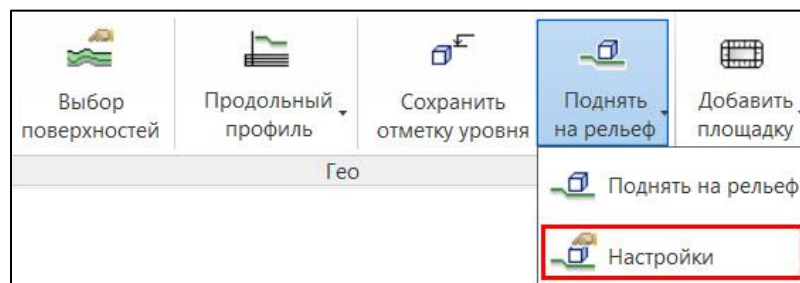 Выбор
поверхностей
Продольный
профиль
Сохранить
отметку уровня
Поднять
на рельеф
Добавить
площадку
Гео
Поднять на рельеф
Настройки